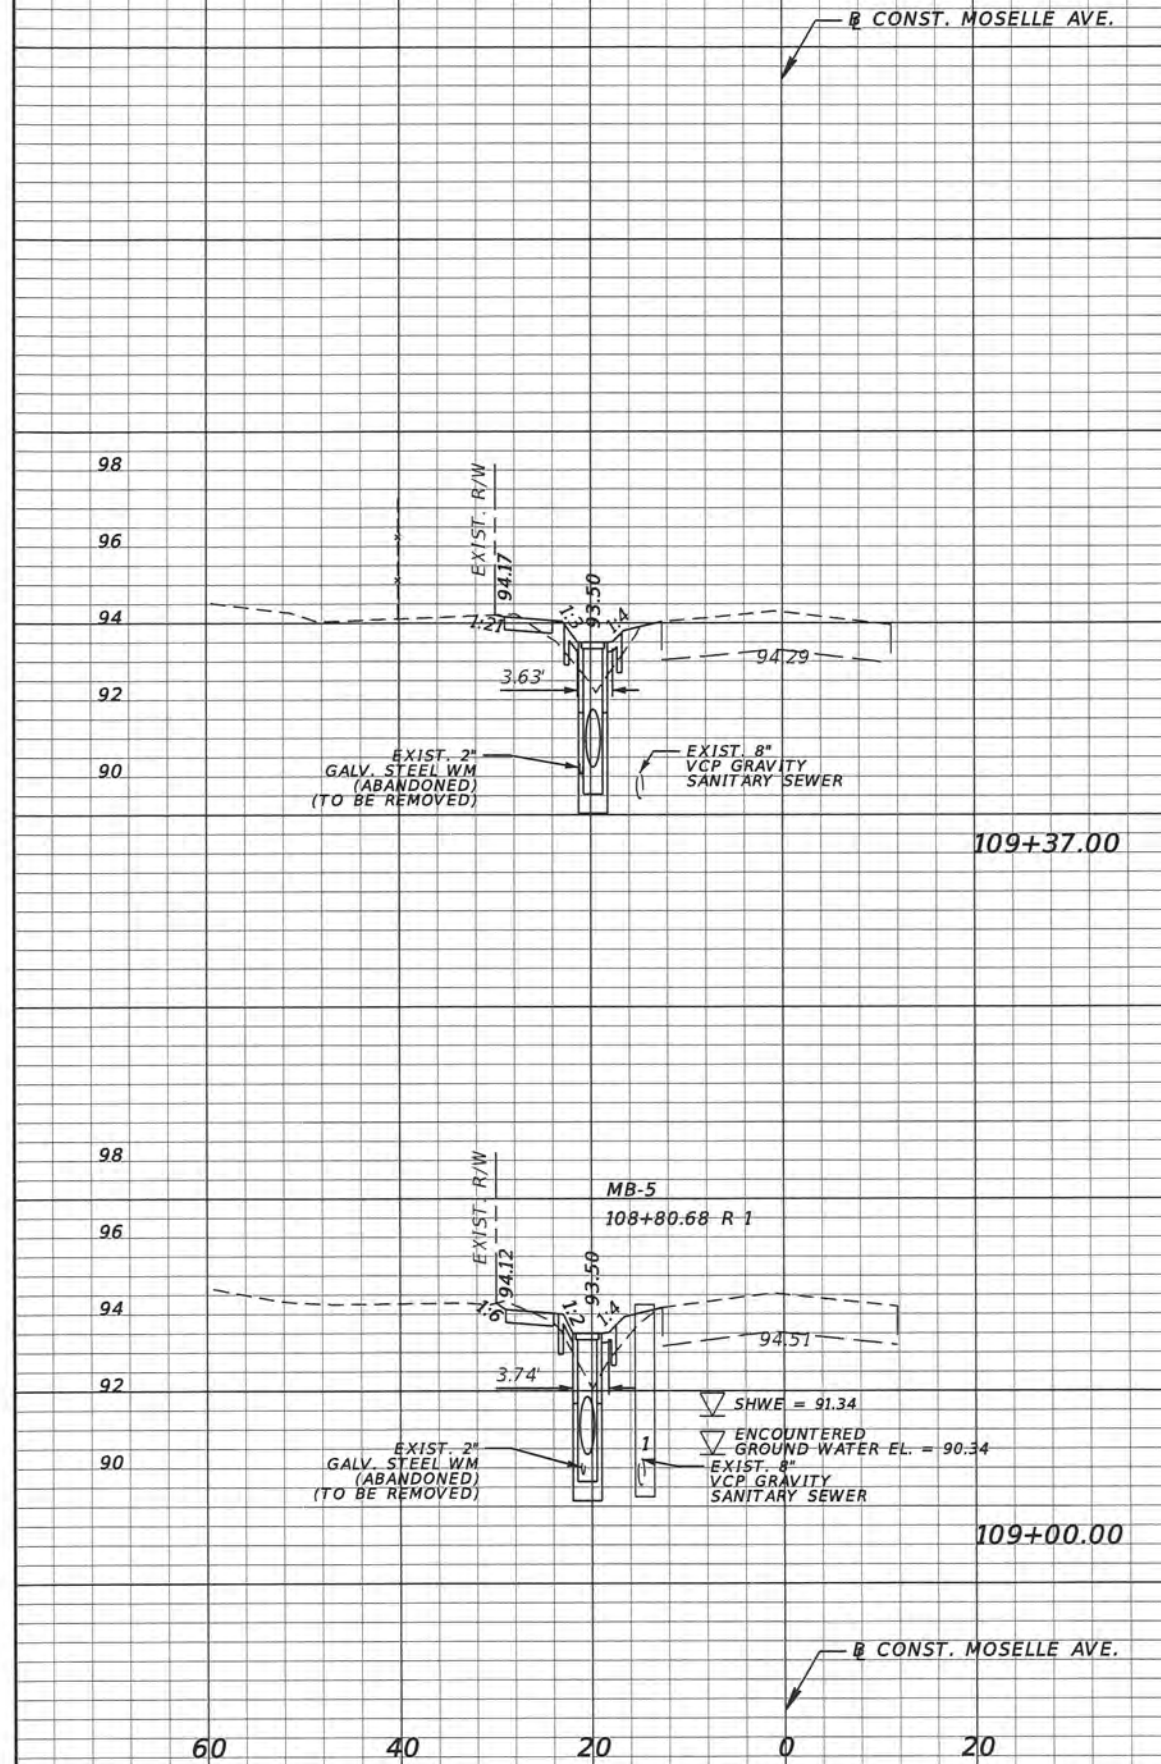 ℄ CONST. MOSELLE AVE.
98
96
94
92
90
EXIST. R/W
94.17
1:21
1:3
93.50
1:4
94.29
3.63'
EXIST. 2"
GALV. STEEL WM
(ABANDONED)
(TO BE REMOVED)
EXIST. 8"
VCP GRAVITY
SANITARY SEWER
109+37.00
98
96
94
92
90
EXIST. R/W
94.12
MB-5
108+80.68 R 1
1:6
1:2
93.50
1:4
94.51
3.74'
SHWE = 91.34
ENCOUNTERED
GROUND WATER EL. = 90.34
1
EXIST. 2"
GALV. STEEL WM
(ABANDONED)
(TO BE REMOVED)
EXIST. 8"
VCP GRAVITY
SANITARY SEWER
109+00.00
℄ CONST. MOSELLE AVE.
60 40 20 0 20